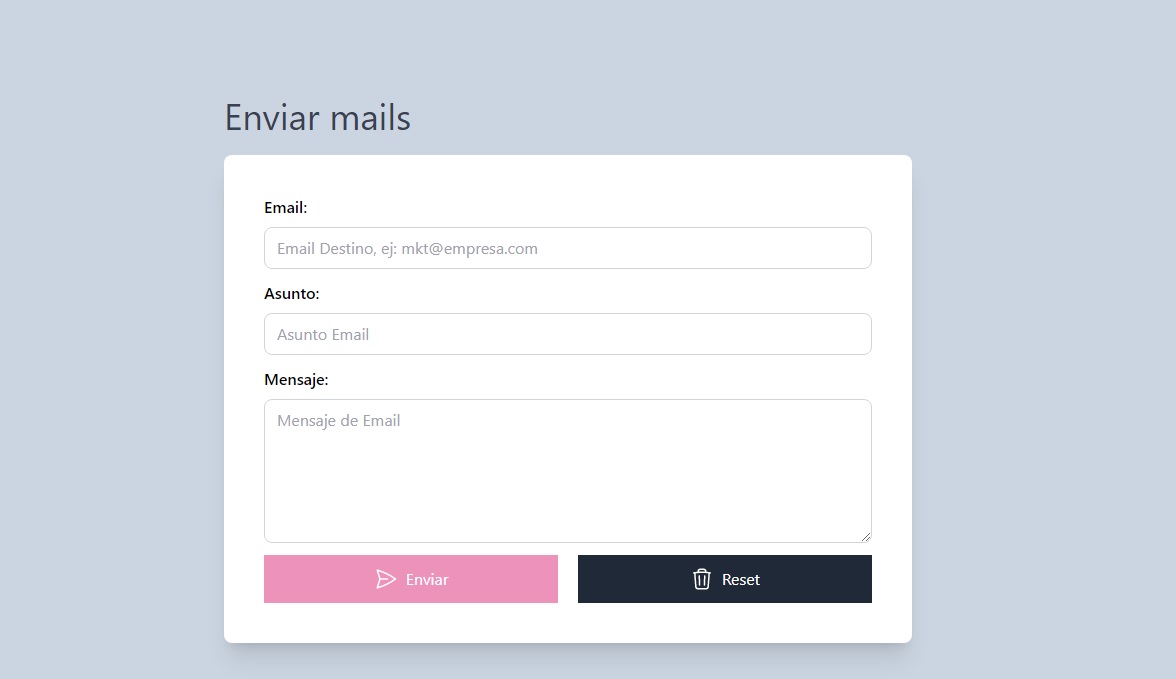 Enviar mails
Email:
Email Destino, ej: mkt@empresa.com
Asunto:
Asunto Email
Mensaje:
Mensaje de Email
Enviar
Reset